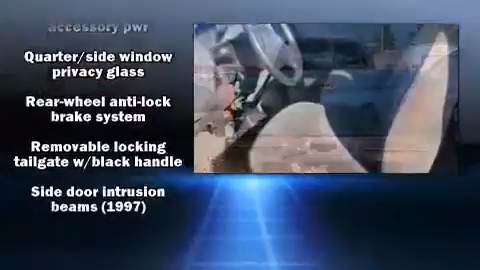 accessory pwr
Quarter/side window
privacy glass
Rear-wheel anti-lock
brake system
Removable locking
tailgate w/black handle
Side door intrusion
beams (1997)